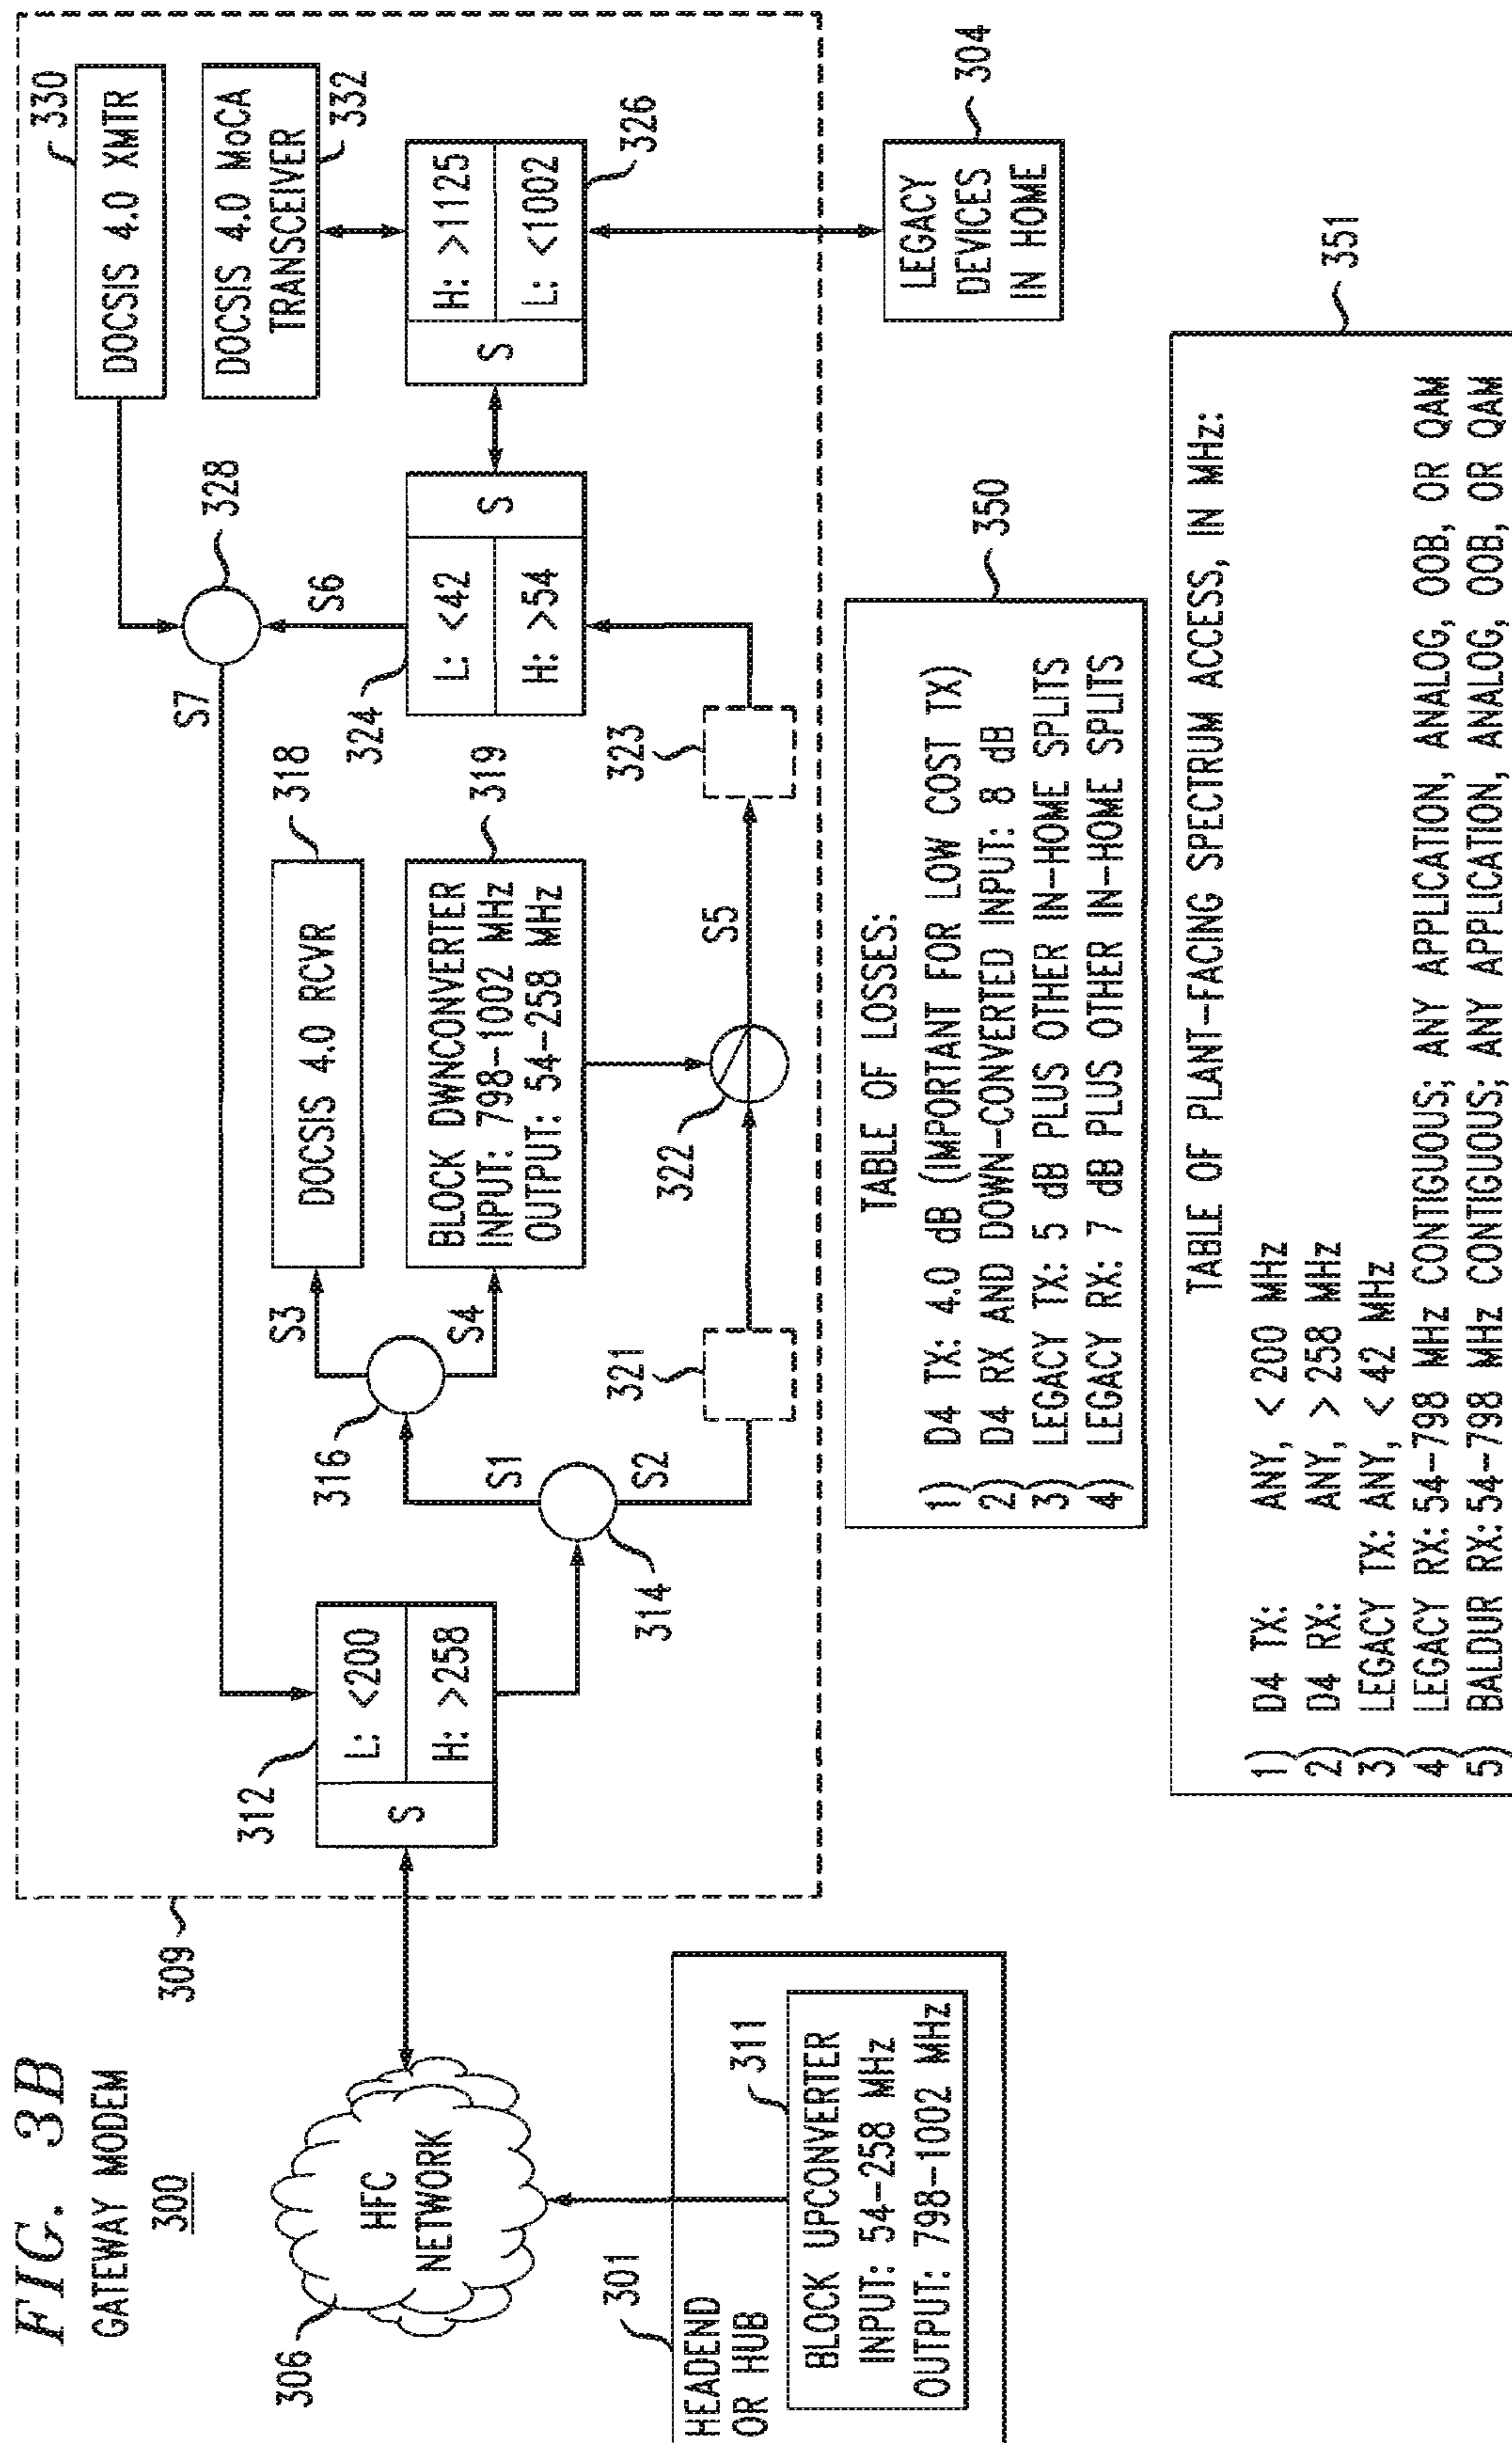 FIG. 3B
GATEWAY MODEM
300
306
HFC
NETWORK
301
HEADEND
OR HUB
311
BLOCK UPCONVERTER
INPUT: 54-258 MHz
OUTPUT: 798-1002 MHz
309
312
S
L: <200
H: >258
314
S1
S2
316
S3
S4
318
DOCSIS 4.0 RCVR
319
BLOCK DWNCONVERTER
INPUT: 798-1002 MHz
OUTPUT: 54-258 MHz
321
322
S5
323
324
L: <42
H: >54
S
S6
S7
328
330
DOCSIS 4.0 XMTR
332
DOCSIS 4.0 MoCA
TRANSCEIVER
326
S
H: >1125
L: <1002
304
LEGACY
DEVICES
IN HOME
350
TABLE OF LOSSES:
1) D4 TX: 4.0 dB (IMPORTANT FOR LOW COST TX)
2) D4 RX AND DOWN-CONVERTED INPUT: 8 dB
3) LEGACY TX: 5 dB PLUS OTHER IN-HOME SPLITS
4) LEGACY RX: 7 dB PLUS OTHER IN-HOME SPLITS
351
TABLE OF PLANT-FACING SPECTRUM ACCESS, IN MHz:
1) D4 TX: ANY, < 200 MHz
2) D4 RX: ANY, > 258 MHz
3) LEGACY TX: ANY, < 42 MHz
4) LEGACY RX: 54-798 MHz CONTIGUOUS; ANY APPLICATION, ANALOG, OOB, OR QAM
5) BALDUR RX: 54-798 MHz CONTIGUOUS; ANY APPLICATION, ANALOG, OOB, OR QAM